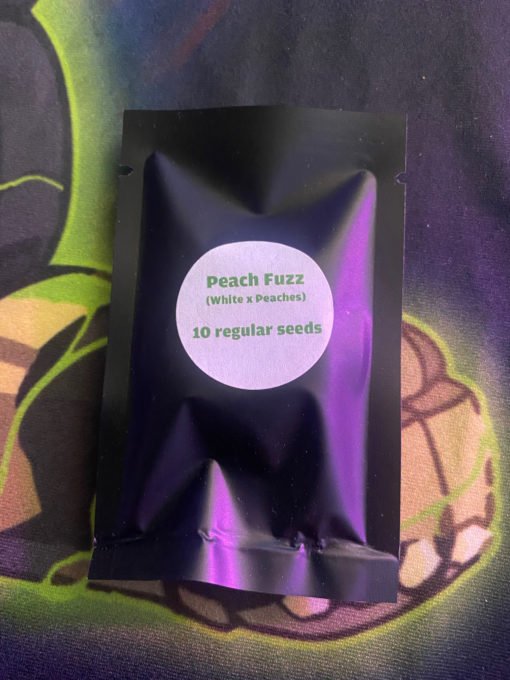 Peach Fuzz
(White x Peaches)
10 regular seeds